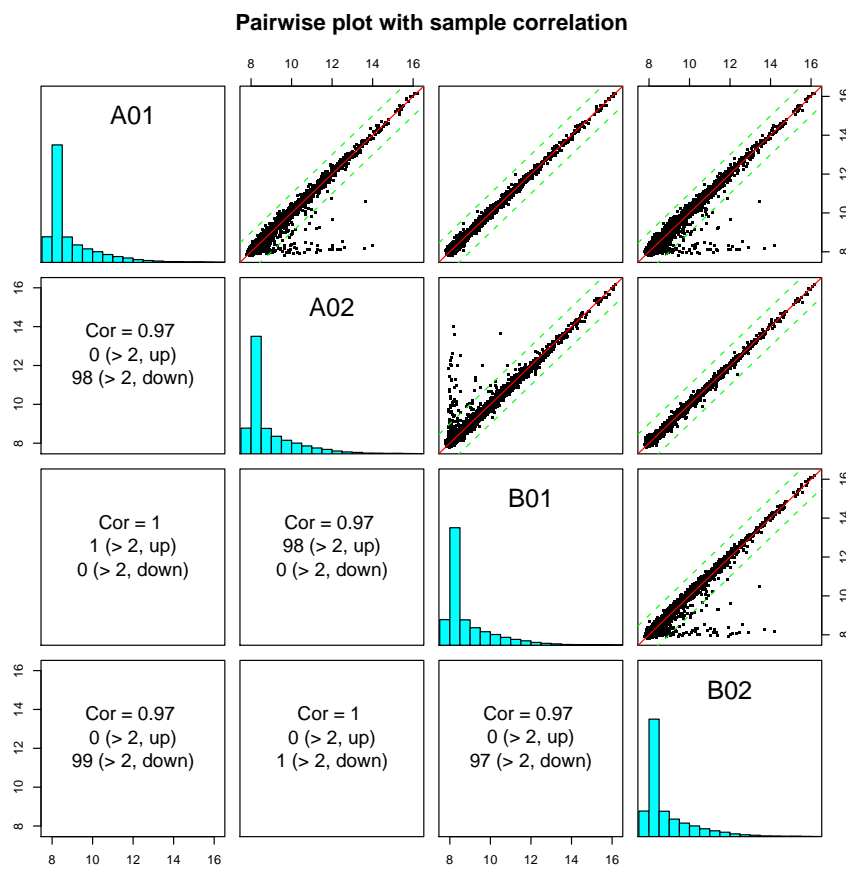 Pairwise plot with sample correlation
8 10 12 14 16
8 10 12 14 16
A01
8 10 12 14 16
8 10 12 14 16
A02
Cor = 0.97
0 (> 2, up)
98 (> 2, down)
B01
8 10 12 14 16
Cor = 1
1 (> 2, up)
0 (> 2, down)
Cor = 0.97
98 (> 2, up)
0 (> 2, down)
8 10 12 14 16
B02
Cor = 0.97
0 (> 2, up)
99 (> 2, down)
Cor = 1
0 (> 2, up)
1 (> 2, down)
Cor = 0.97
0 (> 2, up)
97 (> 2, down)
8 10 12 14 16
8 10 12 14 16